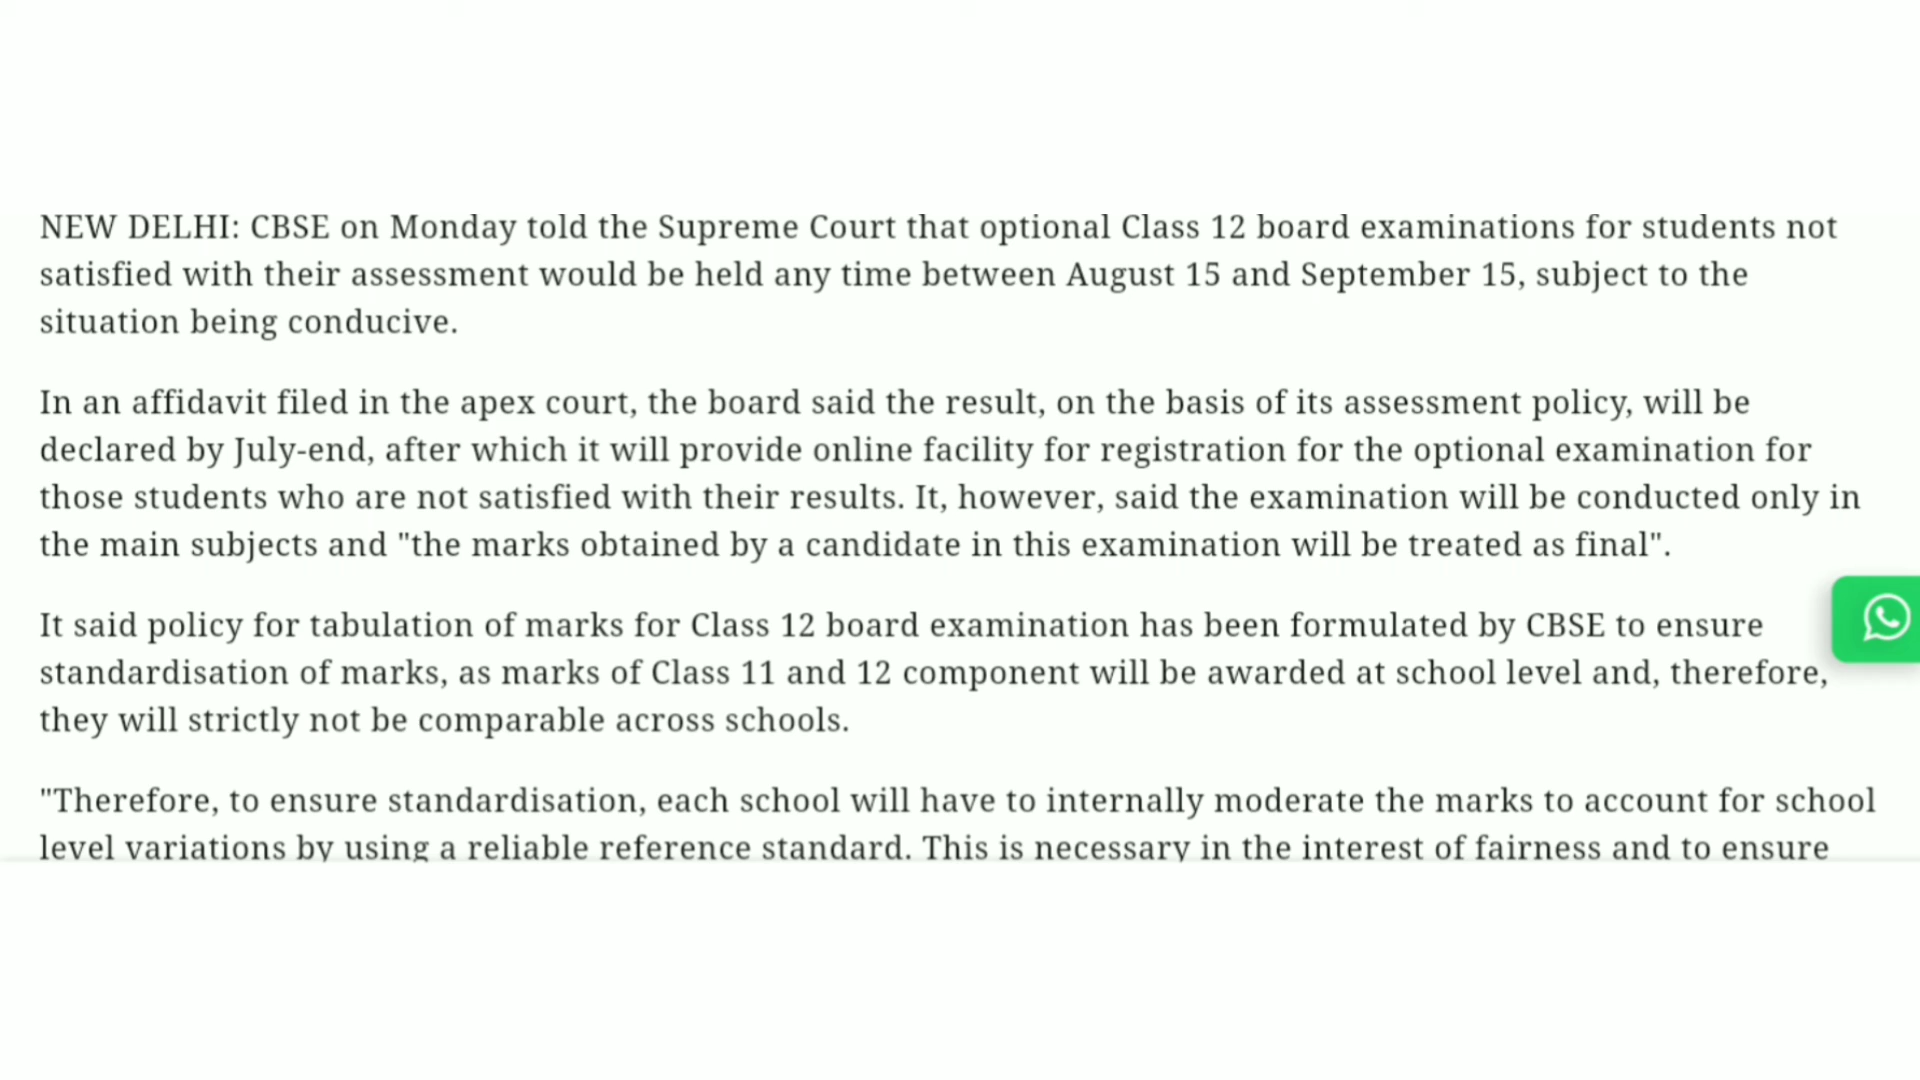 NEW DELHI: CBSE on Monday told the Supreme Court that optional Class 12 board examinations for students not
satisfied with their assessment would be held any time between August 15 and September 15, subject to the
situation being conducive.
In an affidavit filed in the apex court, the board said the result, on the basis of its assessment policy, will be
declared by July-end, after which it will provide online facility for registration for the optional examination for
those students who are not satisfied with their results. It, however, said the examination will be conducted only in
the main subjects and "the marks obtained by a candidate in this examination will be treated as final".
It said policy for tabulation of marks for Class 12 board examination has been formulated by CBSE to ensure
standardisation of marks, as marks of Class 11 and 12 component will be awarded at school level and, therefore,
they will strictly not be comparable across schools.
"Therefore, to ensure standardisation, each school will have to internally moderate the marks to account for school
level variations by using a reliable reference standard. This is necessary in the interest of fairness and to ensure